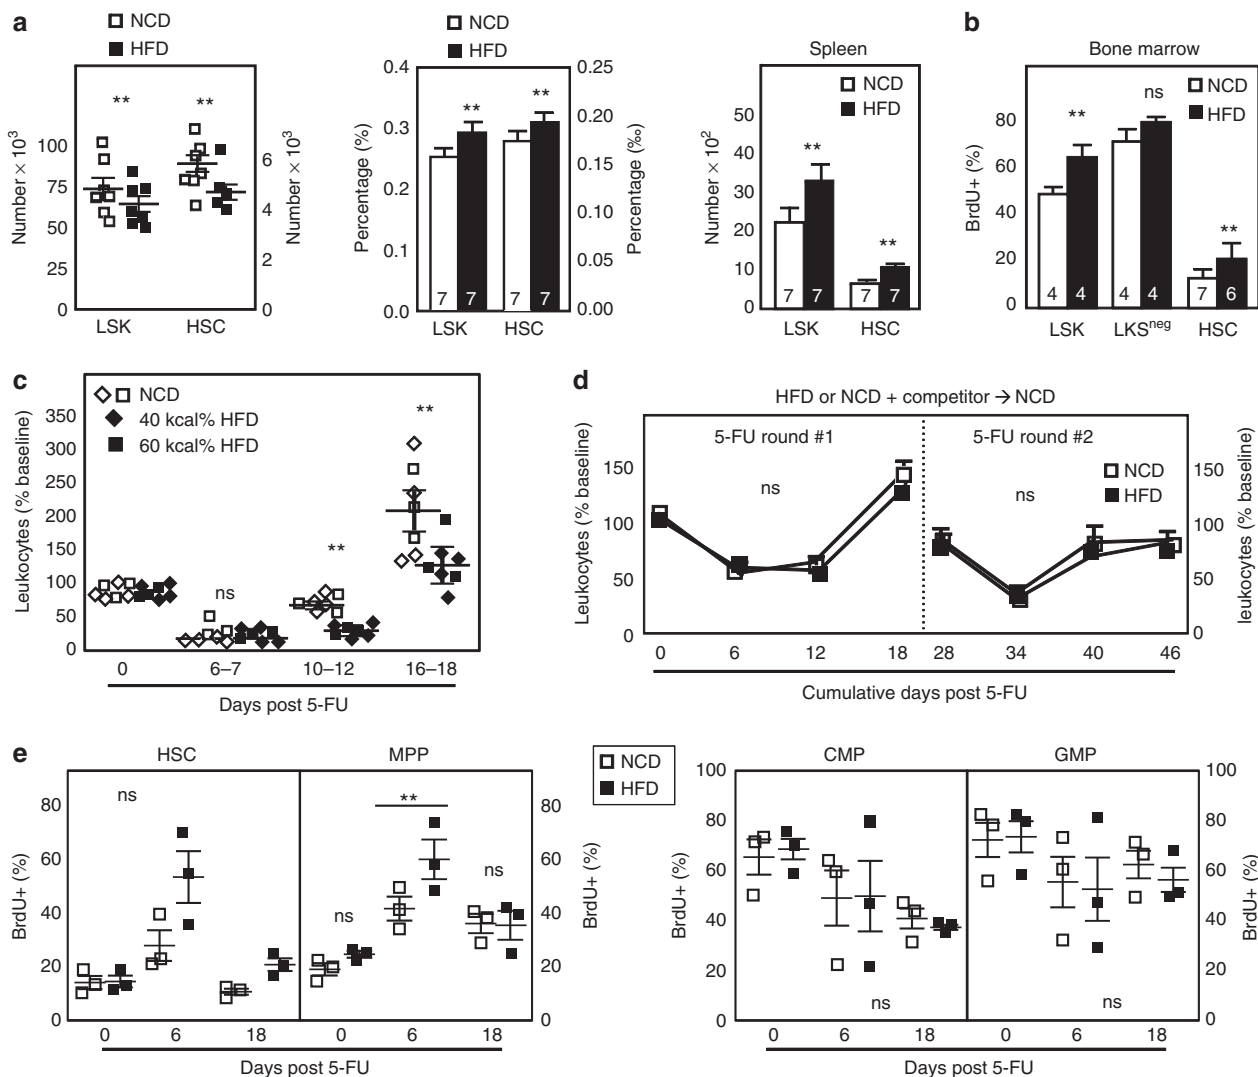 a
NCD
HFD
**
**
Number × 10³
100
75
50
25
0
6
4
2
0
Number × 10³
LSK
HSC
NCD
HFD
**
**
Percentage (%)
0.4
0.3
0.2
0.1
0.0
0.25
0.20
0.15
0.10
0.05
0.00
Percentage (‰)
7
7
7
7
LSK
HSC
Spleen
NCD
HFD
**
**
Number × 10²
50
40
30
20
10
0
7
7
7
7
LSK
HSC
b
Bone marrow
NCD
HFD
**
ns
**
BrdU+ (%)
80
60
40
20
0
4
4
4
4
7
6
LSK
LKSneg
HSC
c
NCD
40 kcal% HFD
60 kcal% HFD
**
**
ns
Leukocytes (% baseline)
350
300
250
200
150
100
50
0
0
6–7
10–12
16–18
Days post 5-FU
d
HFD or NCD + competitor → NCD
5-FU round #1
5-FU round #2
NCD
HFD
ns
ns
Leukocytes (% baseline)
150
100
50
0
150
100
50
0
leukocytes (% baseline)
0
6
12
18
28
34
40
46
Cumulative days post 5-FU
e
HSC
MPP
ns
**
ns
ns
BrdU+ (%)
80
60
40
20
0
80
60
40
20
0
BrdU+ (%)
0
6
18
0
6
18
Days post 5-FU
NCD
HFD
CMP
GMP
ns
ns
BrdU+ (%)
100
80
60
40
20
0
100
80
60
40
20
0
BrdU+ (%)
0
6
18
0
6
18
Days post 5-FU